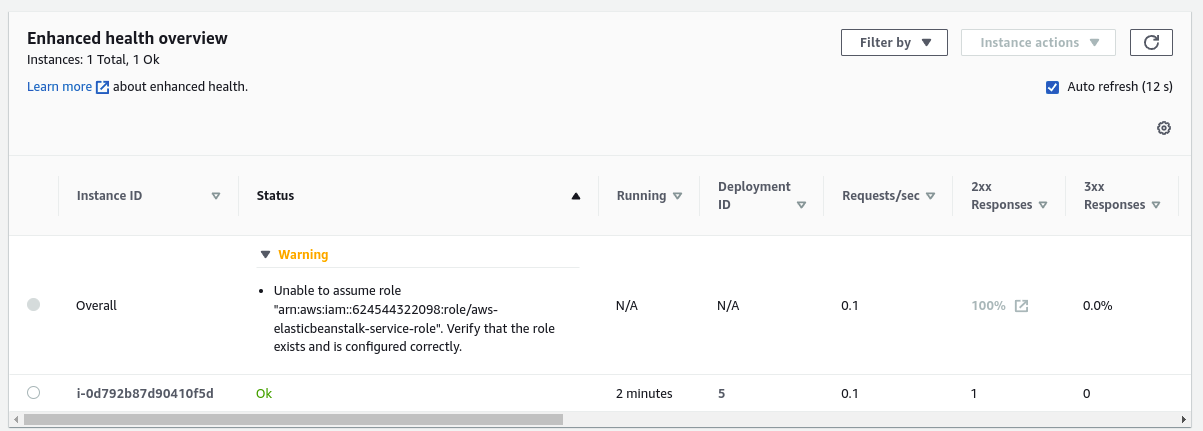 Enhanced health overview
Instances: 1 Total, 1 Ok
Learn more about enhanced health.
Filter by
Instance actions
Auto refresh (12 s)
Instance ID
Status
Running
Deployment
ID
Requests/sec
2xx
Responses
3xx
Responses
Overall
Warning
Unable to assume role
"arn:aws:iam::624544322098:role/aws-
elasticbeanstalk-service-role". Verify that the role
exists and is configured correctly.
N/A
N/A
0.1
100%
0.0%
i-0d792b87d90410f5d
Ok
2 minutes
5
0.1
1
0